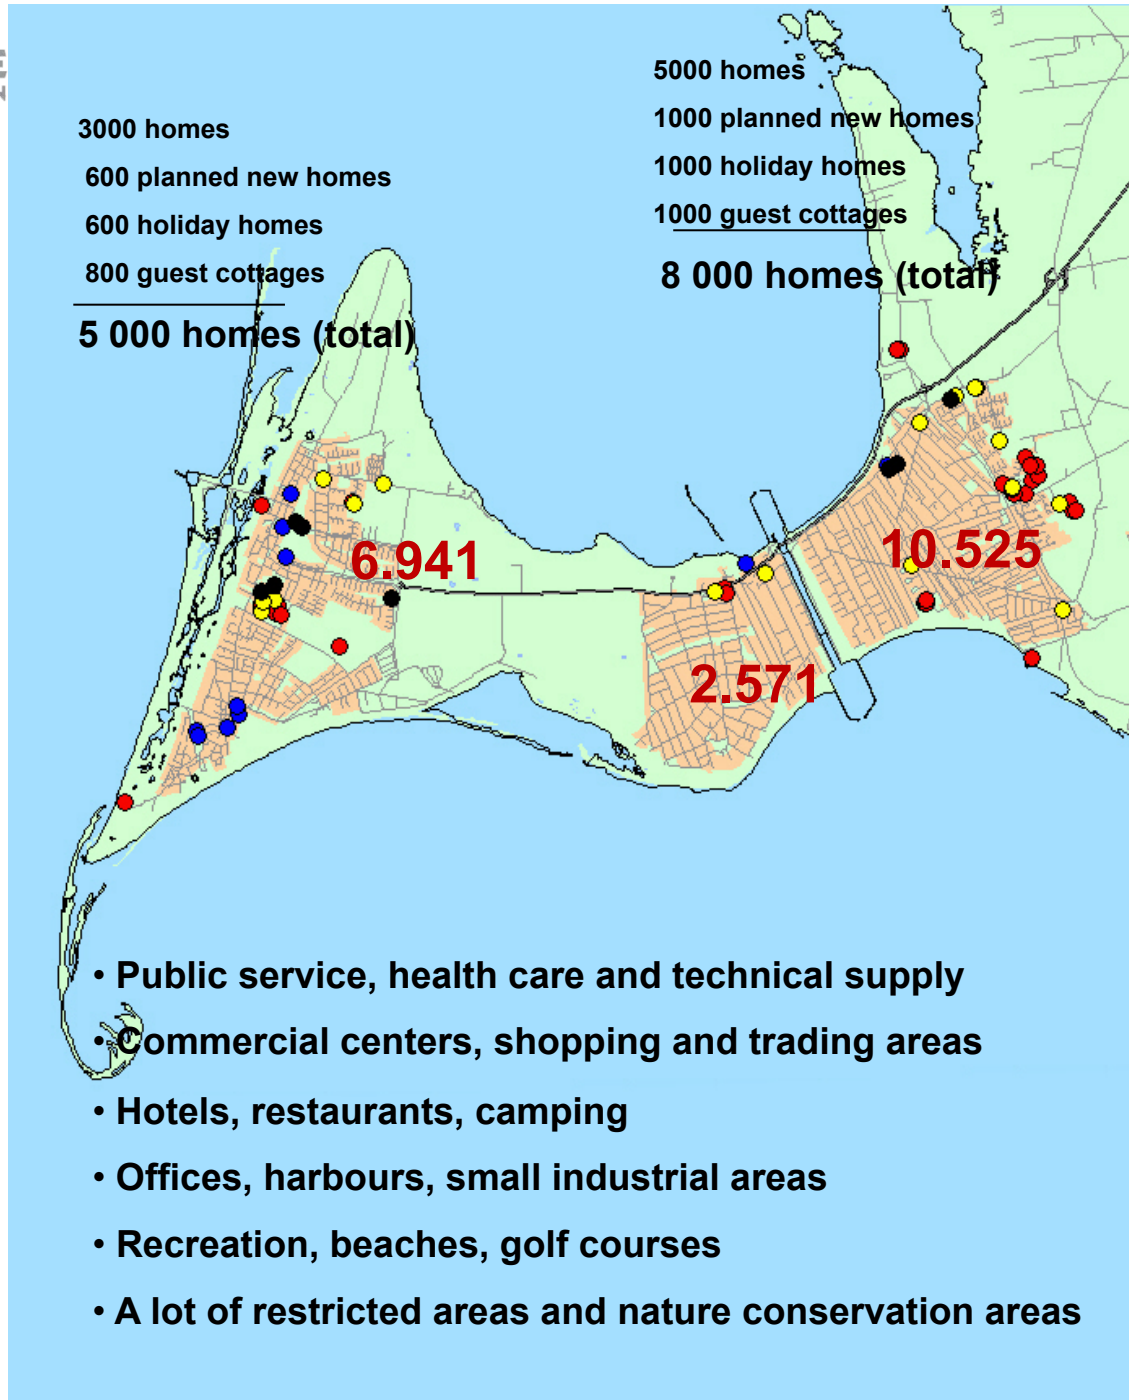 3000 homes
600 planned new homes
600 holiday homes
800 guest cottages
5 000 homes (total)
5000 homes
1000 planned new homes
1000 holiday homes
1000 guest cottages
8 000 homes (total)
6.941
10.525
2.571
• Public service, health care and technical supply
• Commercial centers, shopping and trading areas
• Hotels, restaurants, camping
• Offices, harbours, small industrial areas
• Recreation, beaches, golf courses
• A lot of restricted areas and nature conservation areas